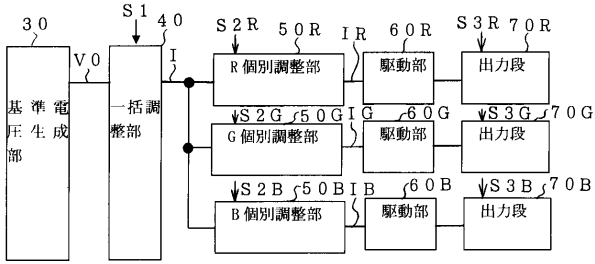 30
V0
S1
40
I
S2R
50R
IR
60R
S3R
70R
基準電圧生成部
一括調整部
R個別調整部
駆動部
出力段
S2G
50G
IG
60G
S3G
70G
G個別調整部
駆動部
出力段
S2B
50B
IB
60B
S3B
70B
B個別調整部
駆動部
出力段